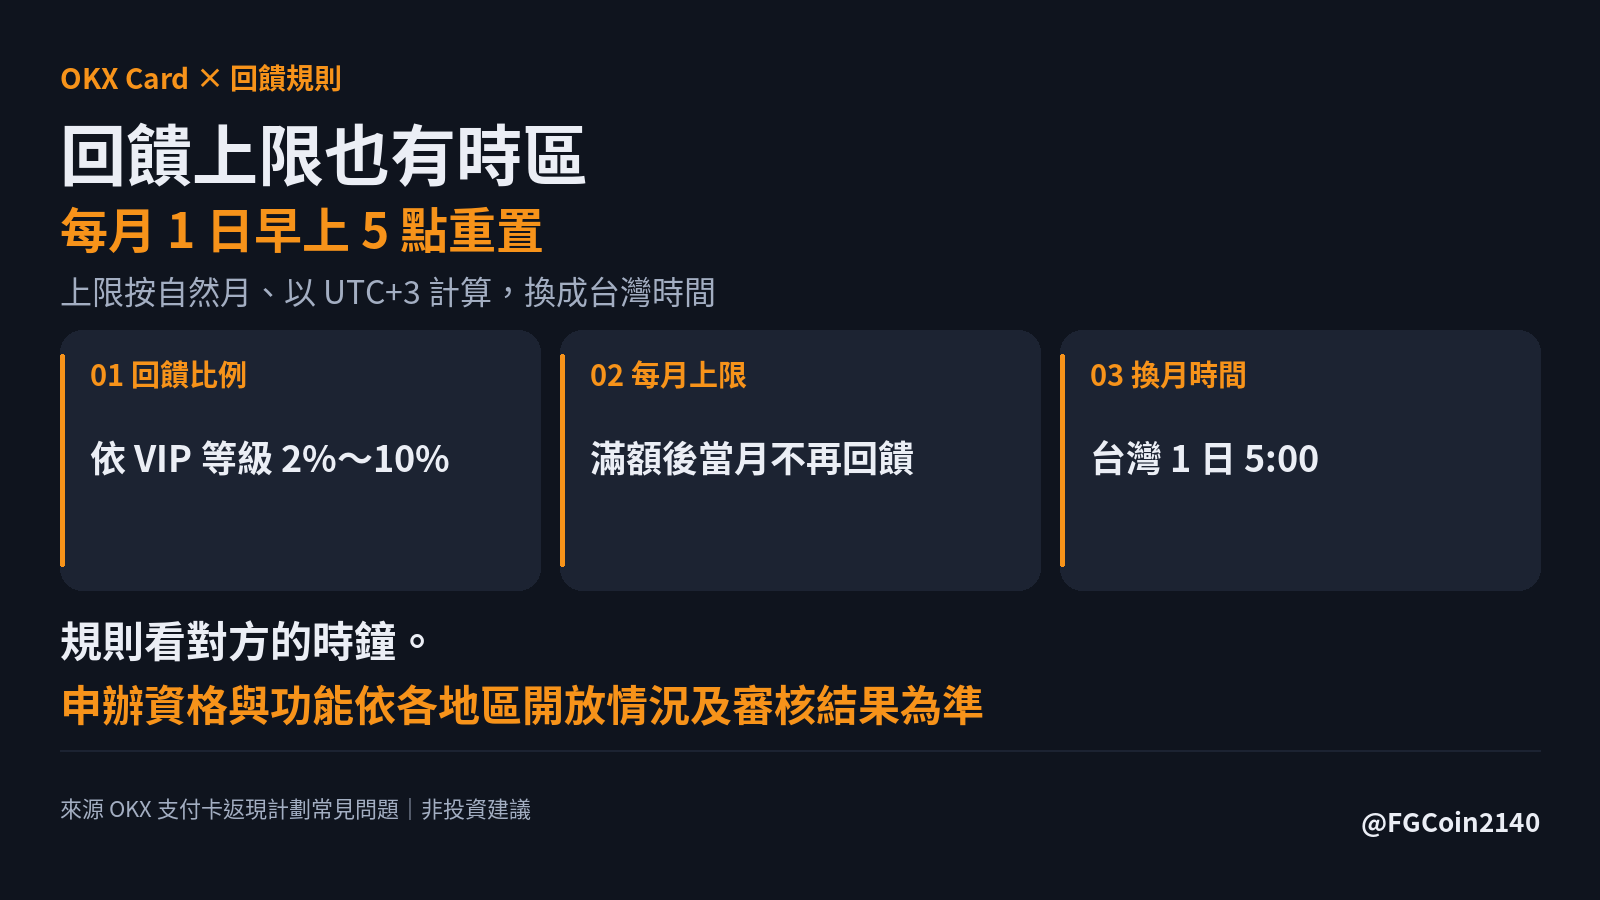 OKX Card × 回饋規則
回饋上限也有時區
每月 1 日早上 5 點重置
上限按自然月、以 UTC+3 計算，換成台灣時間
01 回饋比例
依 VIP 等級 2%～10%
02 每月上限
滿額後當月不再回饋
03 換月時間
台灣 1 日 5:00
規則看對方的時鐘。
申辦資格與功能依各地區開放情況及審核結果為準
來源 OKX 支付卡返現計劃常見問題｜非投資建議
@FGCoin2140